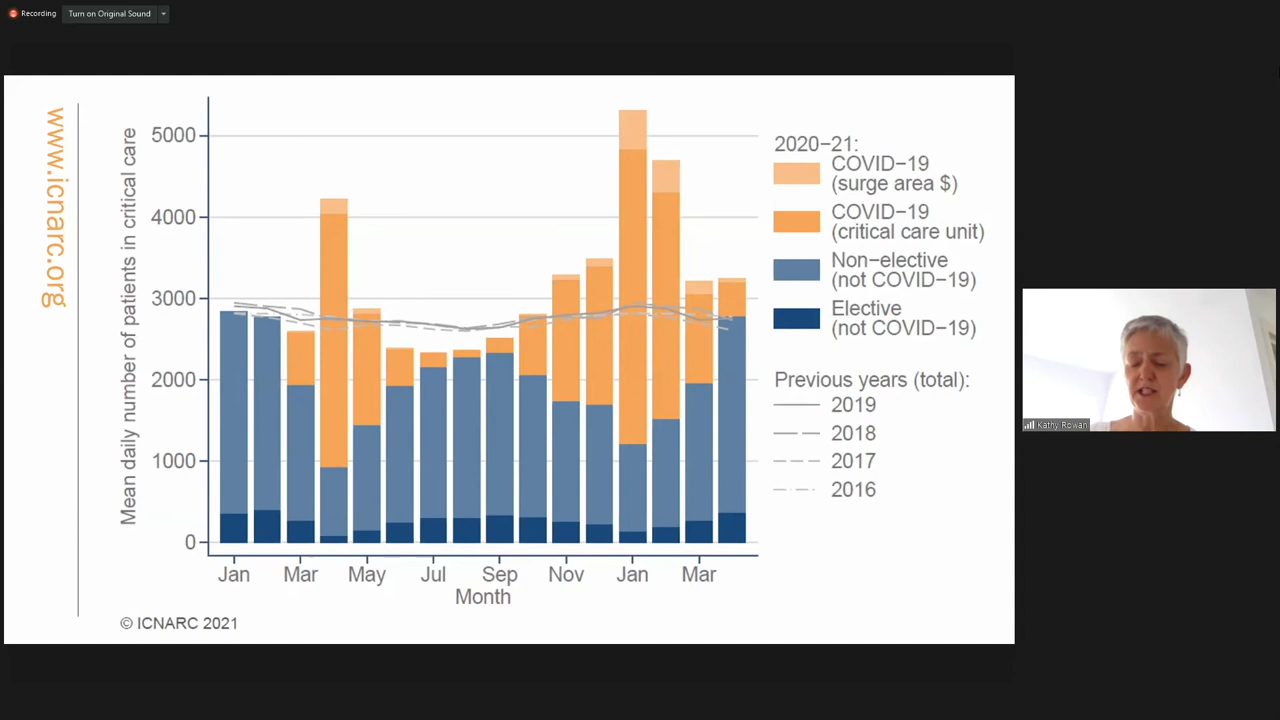 Recording
Turn on Original Sound
www.icnarc.org
Mean daily number of patients in critical care
5000
4000
3000
2000
1000
0
Jan Mar May Jul Sep Nov Jan Mar
Month
2020−21:
COVID−19
(surge area $)
COVID−19
(critical care unit)
Non−elective
(not COVID−19)
Elective
(not COVID−19)
Previous years (total):
2019
2018
2017
2016
© ICNARC 2021
Kathy Rowan